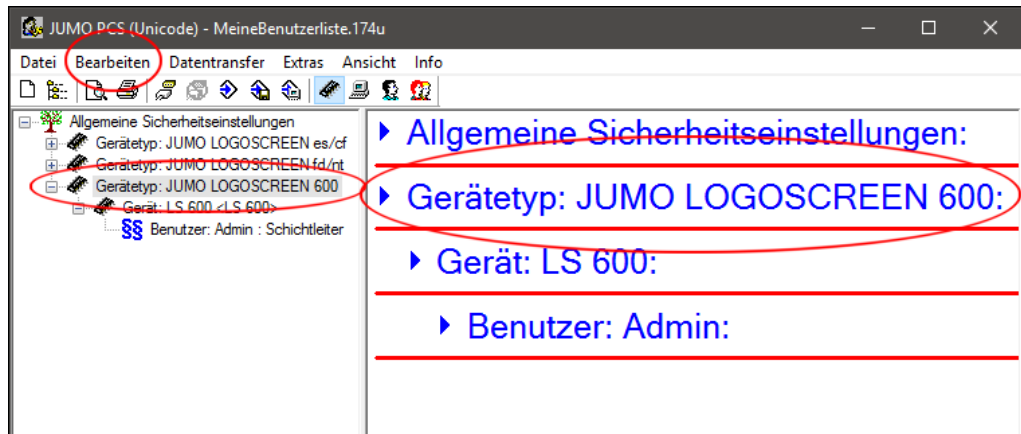 JUMO PCS (Unicode) - MeineBenutzerliste.174u
Datei Bearbeiten Datentransfer Extras Ansicht Info
Allgemeine Sicherheitseinstellungen
Gerätetyp: JUMO LOGOSCREEN es/cf
Gerätetyp: JUMO LOGOSCREEN fd/nt
Gerätetyp: JUMO LOGOSCREEN 600
Gerät: LS 600 <LS 600>
§§ Benutzer: Admin : Schichtleiter
Allgemeine Sicherheitseinstellungen:
Gerätetyp: JUMO LOGOSCREEN 600:
Gerät: LS 600:
Benutzer: Admin: